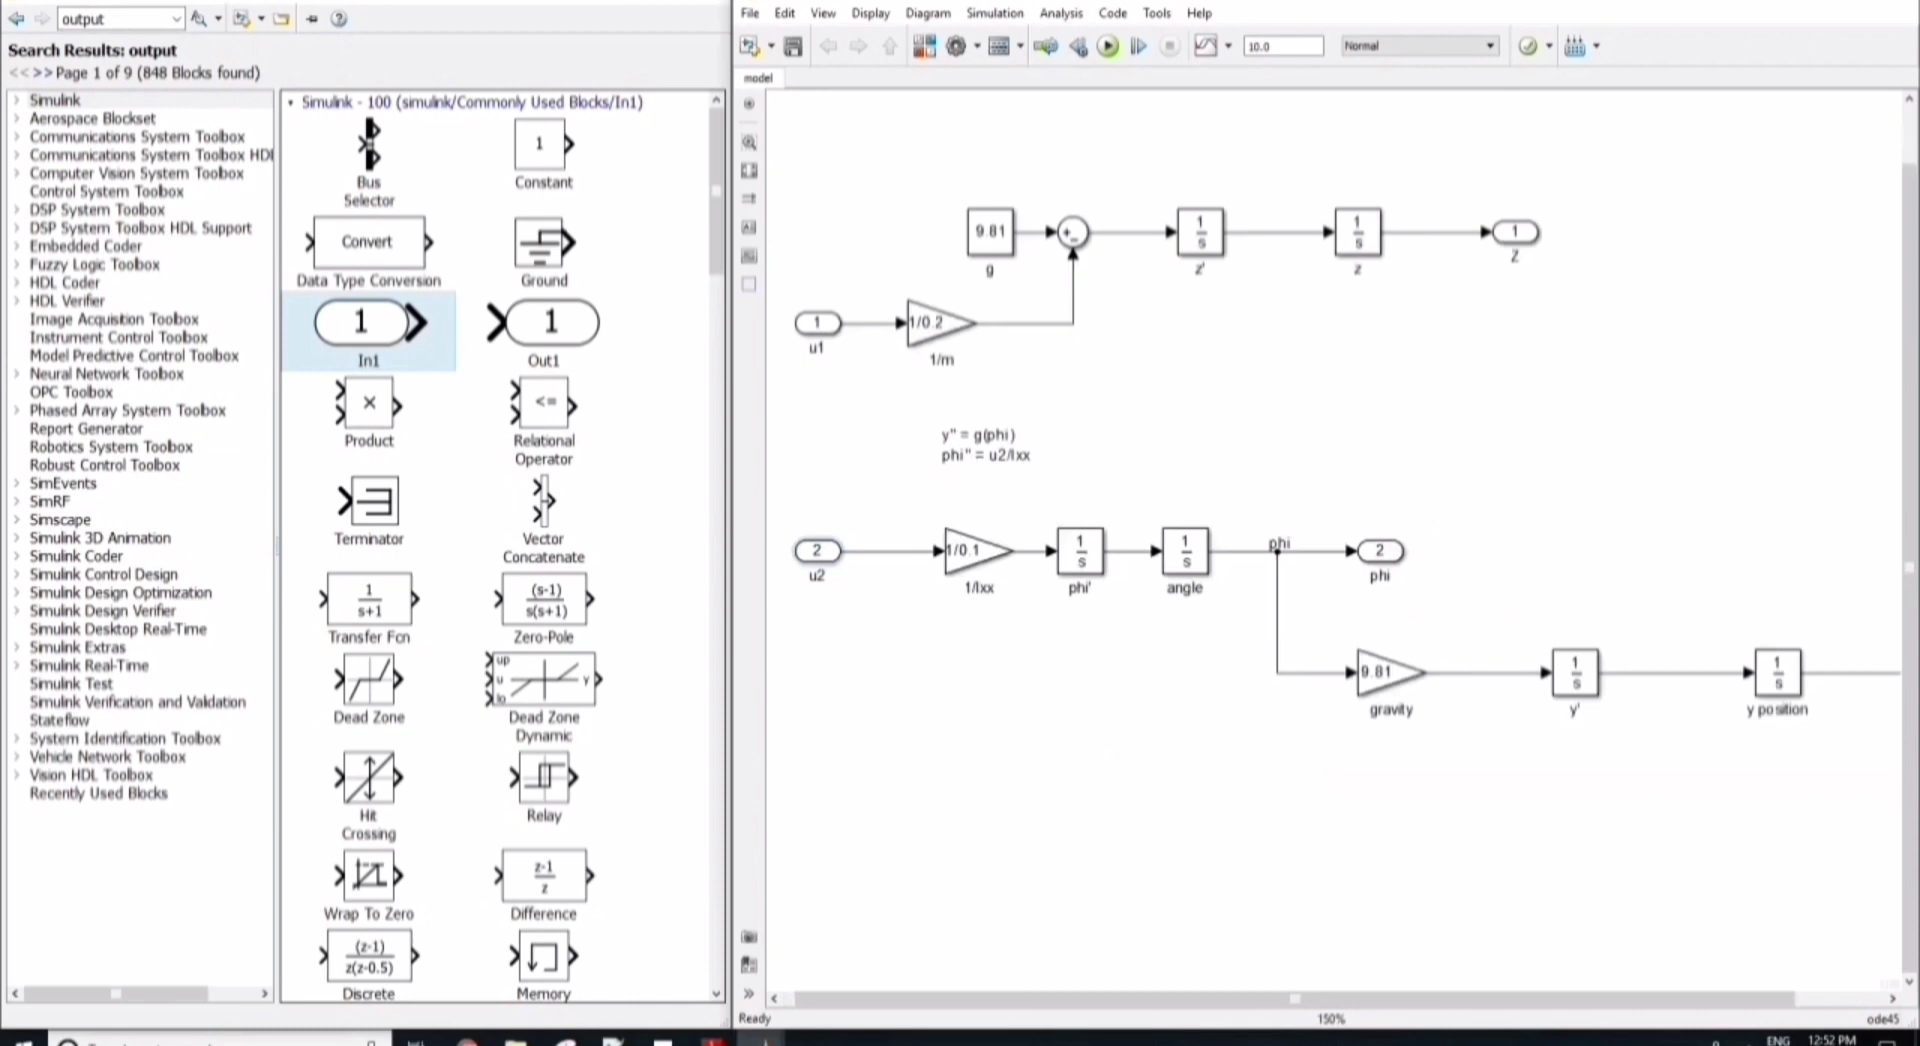 output
Search Results: output
<< >> Page 1 of 9 (848 Blocks found)
Simulink
Aerospace Blockset
Communications System Toolbox
Communications System Toolbox HDL
Computer Vision System Toolbox
Control System Toolbox
DSP System Toolbox
DSP System Toolbox HDL Support
Embedded Coder
Fuzzy Logic Toolbox
HDL Coder
HDL Verifier
Image Acquisition Toolbox
Instrument Control Toolbox
Model Predictive Control Toolbox
Neural Network Toolbox
OPC Toolbox
Phased Array System Toolbox
Report Generator
Robotics System Toolbox
Robust Control Toolbox
SimEvents
SimRF
Simscape
Simulink 3D Animation
Simulink Coder
Simulink Control Design
Simulink Design Optimization
Simulink Design Verifier
Simulink Desktop Real-Time
Simulink Extras
Simulink Real-Time
Simulink Test
Simulink Verification and Validation
Stateflow
System Identification Toolbox
Vehicle Network Toolbox
Vision HDL Toolbox
Recently Used Blocks
Simulink - 100 (simulink/Commonly Used Blocks/In1)
Bus
Selector
1
Constant
Convert
Data Type Conversion
Ground
1
In1
1
Out1
×
Product
<=
Relational
Operator
Terminator
Vector
Concatenate
1
s+1
Transfer Fcn
(s-1)
s(s+1)
Zero-Pole
Dead Zone
up
u
lo
y
Dead Zone
Dynamic
Hit
Crossing
Relay
Wrap To Zero
z-1
z
Difference
(z-1)
z(z-0.5)
Discrete
Memory
File Edit View Display Diagram Simulation Analysis Code Tools Help
10.0
Normal
model
9.81
g
+
-
1
s
z'
1
s
z
1
Z
1
u1
1/0.2
1/m
y" = g(phi)
phi" = u2/Ixx
2
u2
1/0.1
1/Ixx
1
s
phi'
1
s
angle
phi
2
phi
9.81
gravity
1
s
y'
1
s
y position
Ready
150%
ode45
ENG
12:52 PM